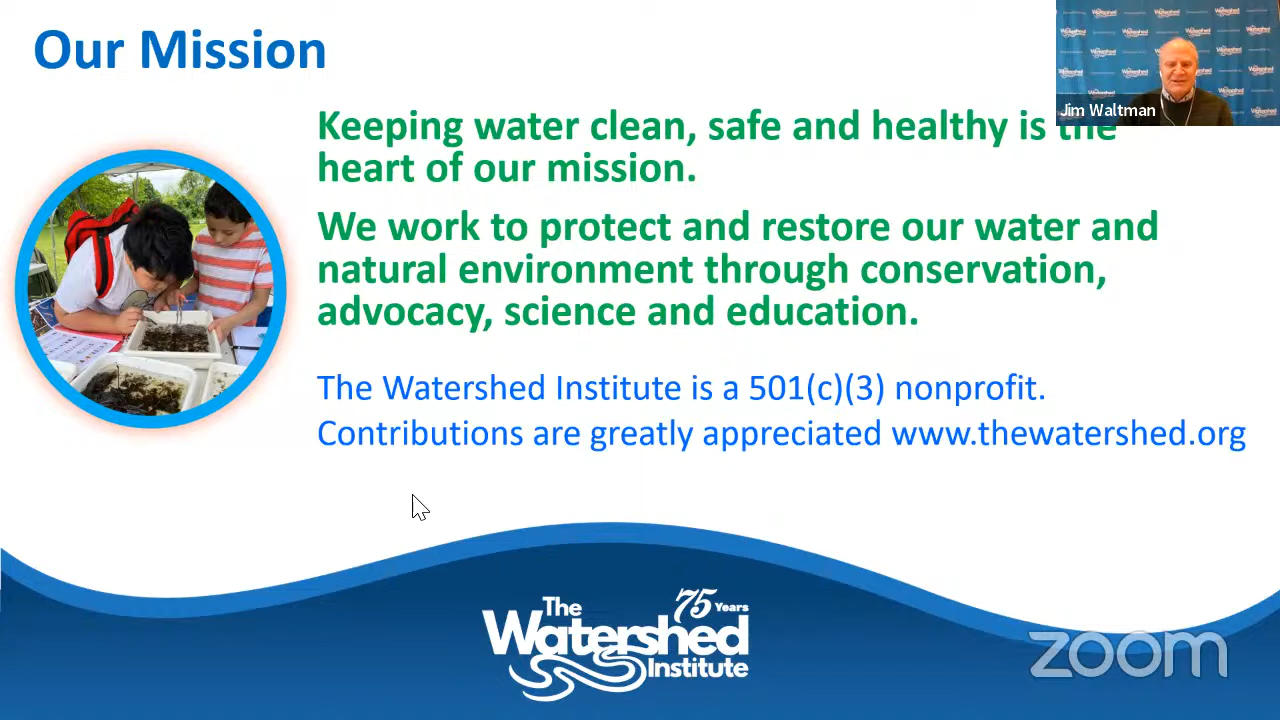 Our Mission
Jim Waltman
Keeping water clean, safe and healthy is the
heart of our mission.
We work to protect and restore our water and
natural environment through conservation,
advocacy, science and education.
The Watershed Institute is a 501(c)(3) nonprofit.
Contributions are greatly appreciated www.thewatershed.org
The
75 Years
Watershed
Institute
zoom